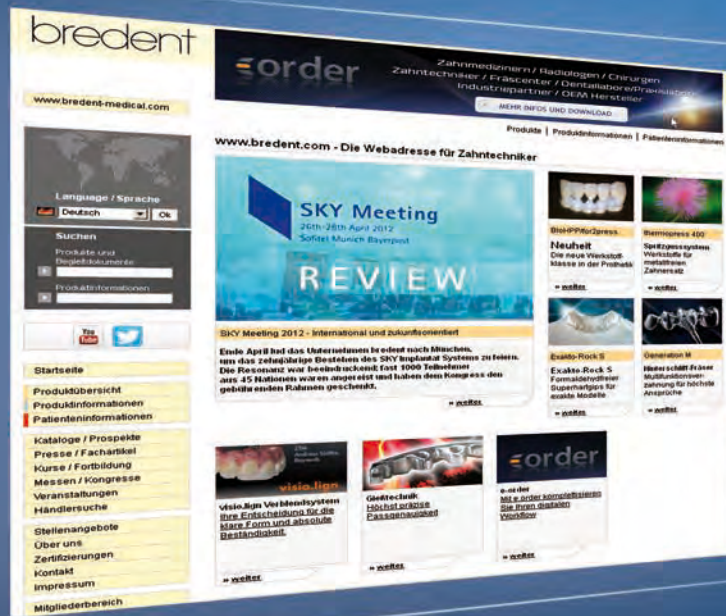 bredent
eorder
Zahnmedizinern / Radiologen / Chirurgen
Zahntechniker / Fräscenter / Dentallabore/Praxislabore
Industriepartner / OEM Hersteller
MEHR INFOS UND DOWNLOAD
www.bredent-medical.com
Produkte | Produktinformationen | Patienteninformationen
www.bredent.com - Die Webadresse für Zahntechniker
Language / Sprache
Deutsch
Ok
Suchen
Produkte und
Begleitdokumente
Produktinformationen
You
Tube
SKY Meeting
26th-28th April 2012
Sofitel Munich Bayerpost
REVIEW
SKY Meeting 2012 - International und zukunftsorientiert
Ende April lud das Unternehmen bredent nach München,
um das zehnjährige Bestehen des SKY Implantat Systems zu feiern.
Die Resonanz war beeindruckend: fast 1000 Teilnehmer
aus 45 Nationen waren angereist und haben dem Kongress den
gebührenden Rahmen geschenkt.
» weiter
BioHPP/for2press
Neuheit
Die neue Werkstoff-
klasse in der Prothetik
» weiter
thermopress 400
Spritzgusssystem
Werkstoffe für
metallfreien
Zahnersatz
» weiter
Exakto-Rock S
Exakto-Rock S
Formaldehydfreier
Superhartgips für
exakte Modelle
» weiter
Generation M
Hinterschliff-Fräser
Multifunktionsver-
zahnung für höchste
Ansprüche
» weiter
Startseite
Produktübersicht
Produktinformationen
Patienteninformationen
Kataloge / Prospekte
Presse / Fachartikel
Kurse / Fortbildung
Messen / Kongresse
Veranstaltungen
Händlersuche
Stellenangebote
Über uns
Zertifizierungen
Kontakt
Impressum
Mitgliederbereich
visio.lign
visio.lign Verblendsystem
Ihre Entscheidung für die
klare Form und absolute
Beständigkeit.
» weiter
Gießtechnik
Höchst präzise
Passgenauigkeit
» weiter
eorder
e-order
Mit e order komplettieren
Sie Ihren digitalen
Workflow
» weiter